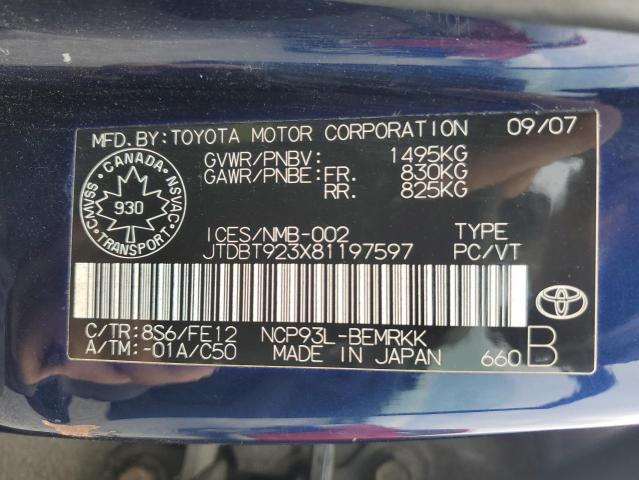 MFD.BY:TOYOTA MOTOR CORPORATION 09/07
GVWR/PNBV: 1495KG
GAWR/PNBE:FR. 830KG
RR. 825KG
CANADA
CMVSS NSVAC
930
TRANSPORT
ICES/NMB-002 TYPE
JTDBT923X81197597 PC/VT
C/TR:8S6/FE12 NCP93L-BEMRKK
A/TM:-01A/C50 MADE IN JAPAN 660 B